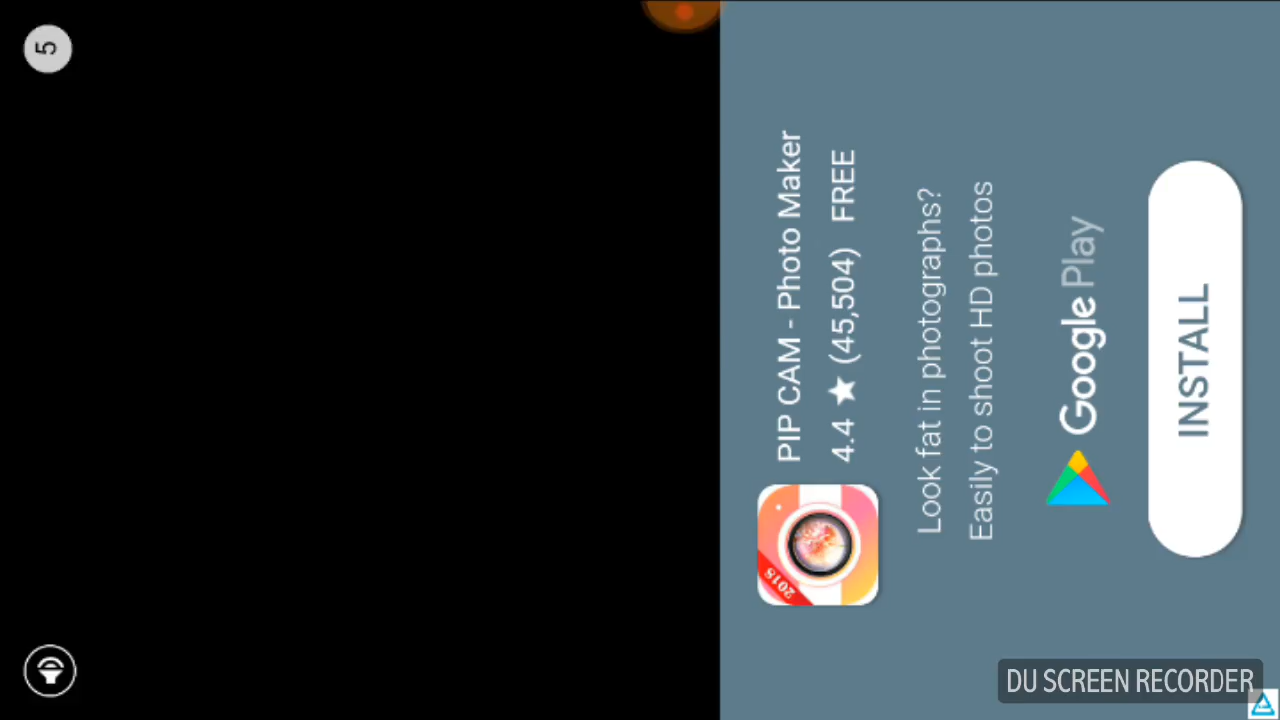 5
PIP CAM - Photo Maker
4.4 ★ (45,504) FREE
2018
Look fat in photographs?
Easily to shoot HD photos
Google Play
INSTALL
DU SCREEN RECORDER